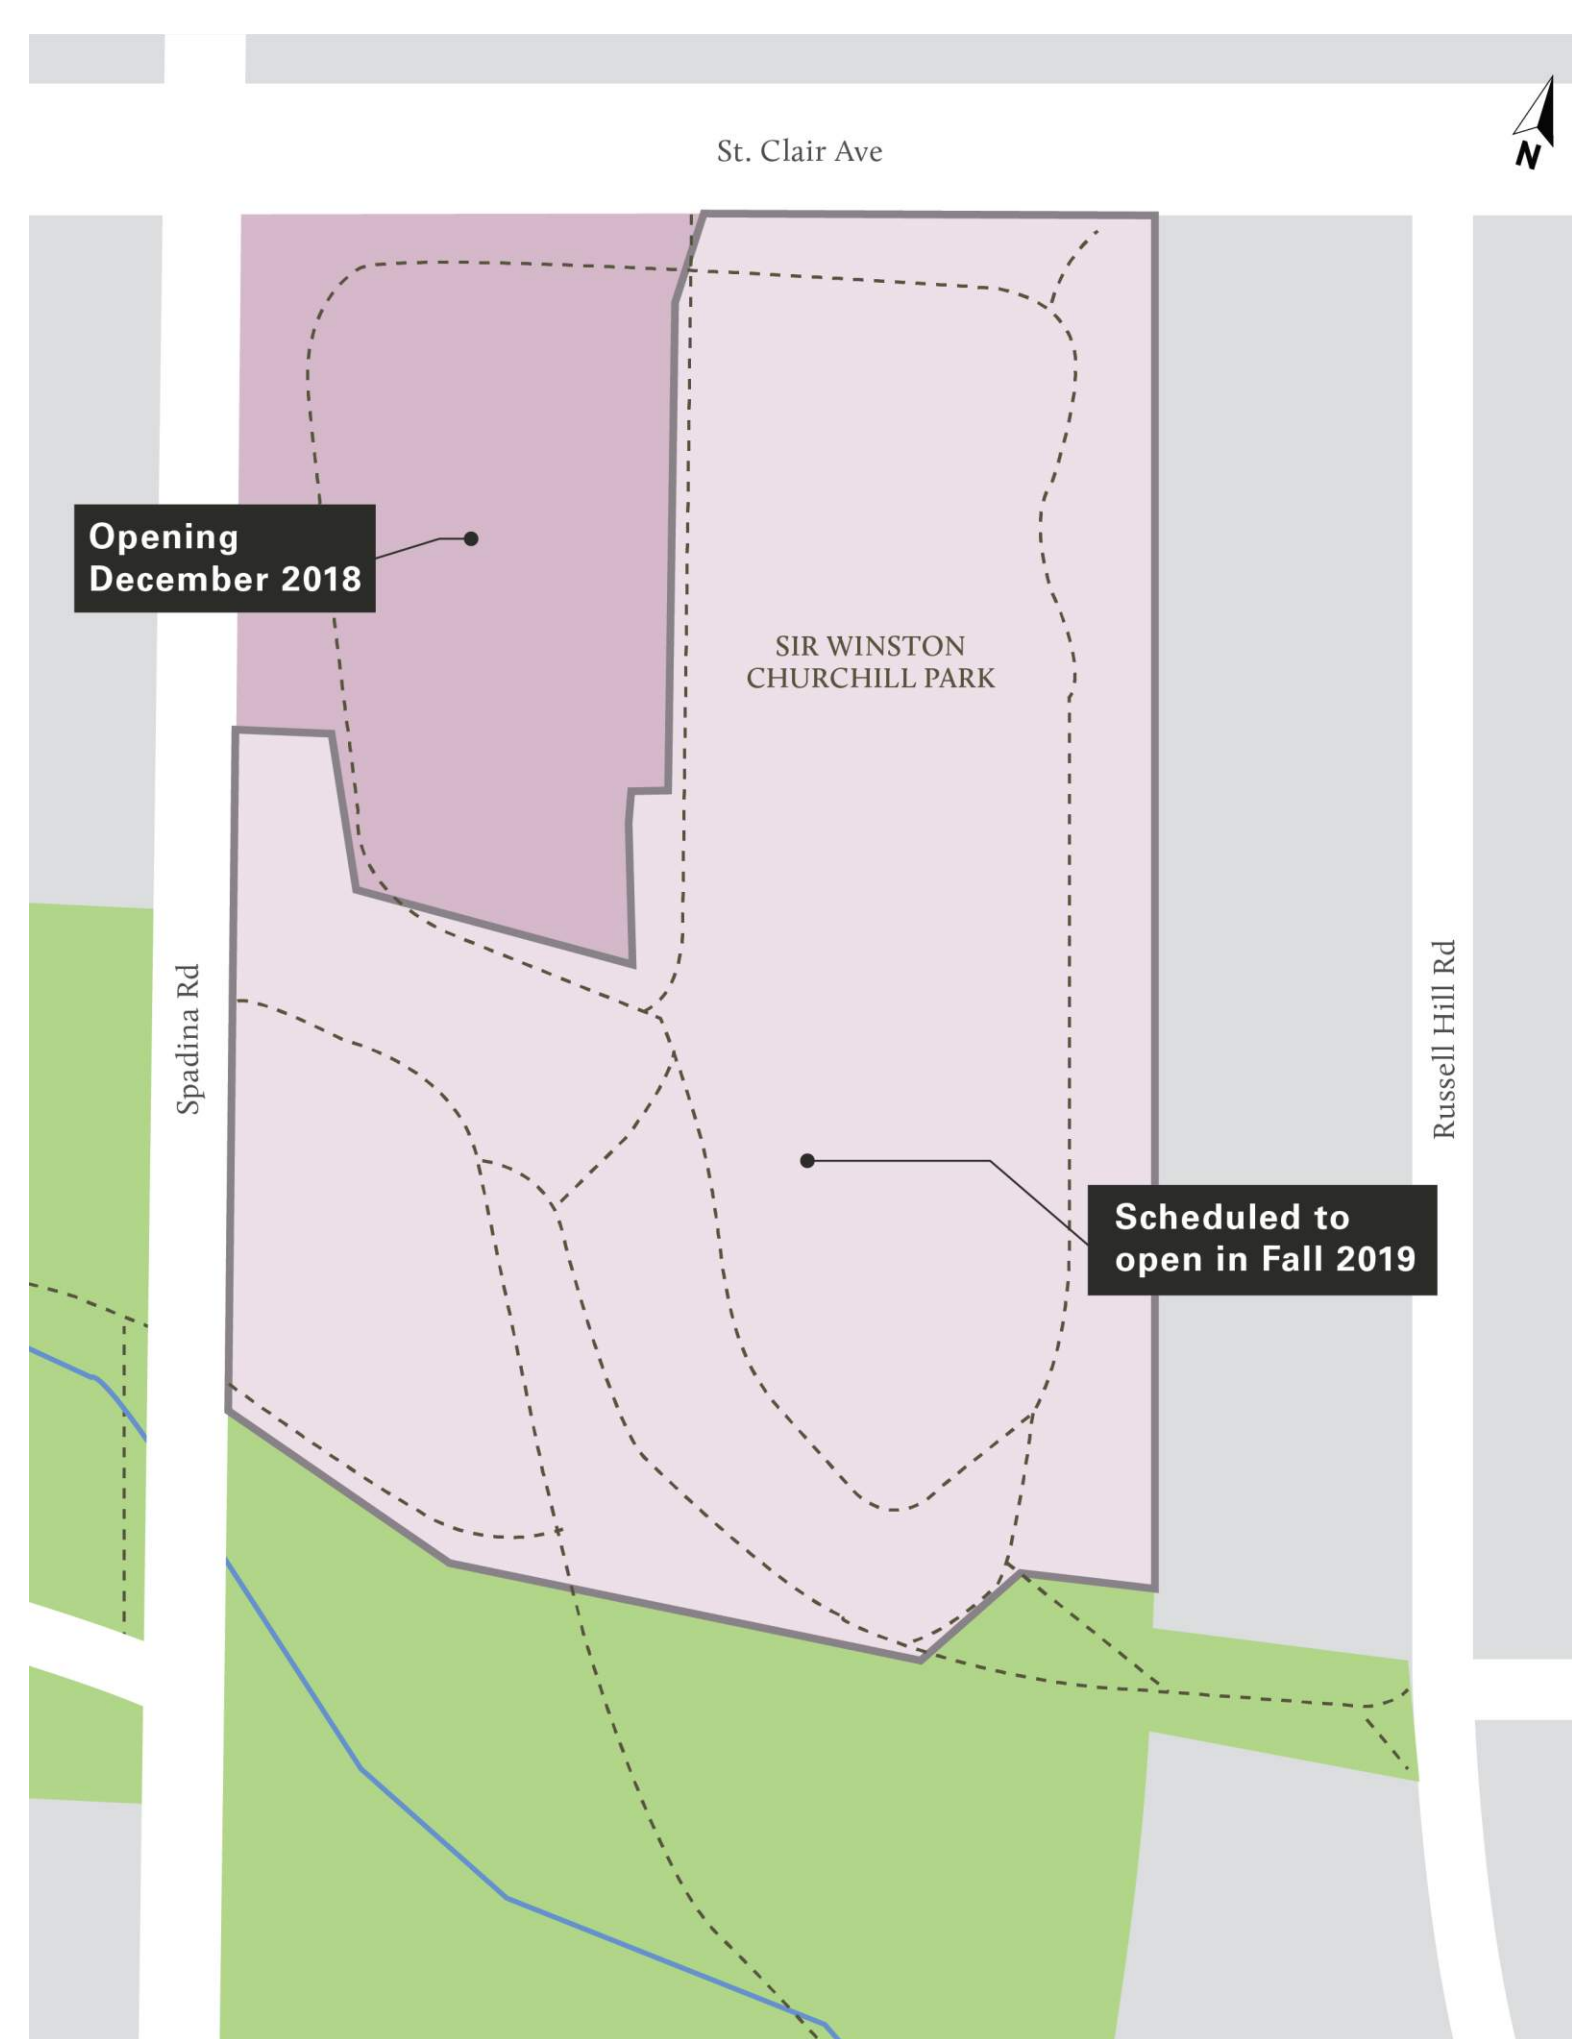 St. Clair Ave
N
Opening
December 2018
SIR WINSTON
CHURCHILL PARK
Spadina Rd
Russell Hill Rd
Scheduled to
open in Fall 2019